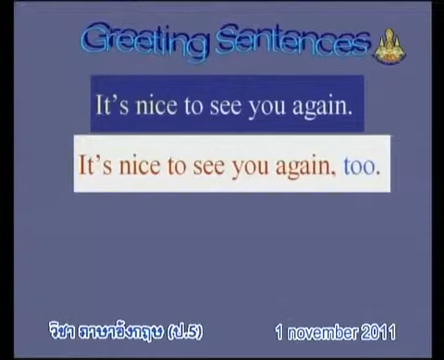 Greeting Sentences
It's nice to see you again.
It's nice to see you again, too.
วิชา ภาษาอังกฤษ (ป.5)
1 november 2011